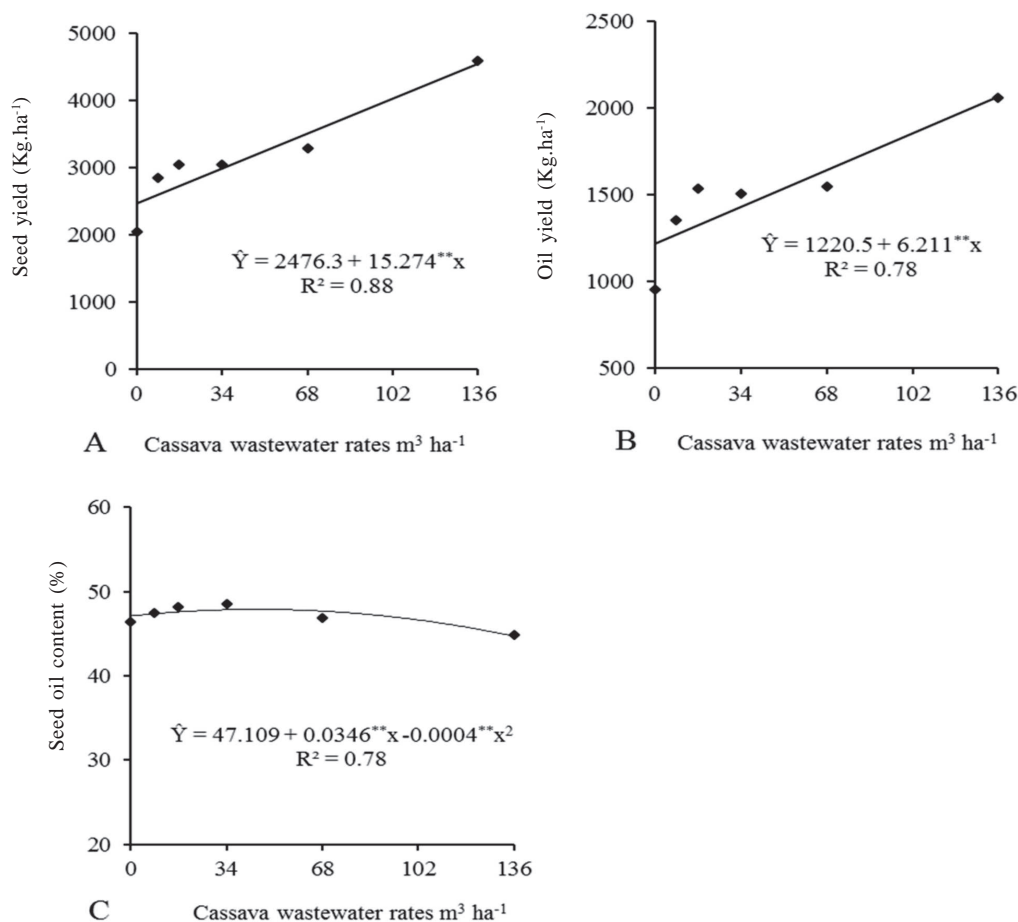 5000
4000
3000
2000
1000
0
Seed yield (Kg.ha⁻¹)
Ŷ = 2476.3 + 15.274**x
R² = 0.88
0 34 68 102 136
A Cassava wastewater rates m³ ha⁻¹
2500
2000
1500
1000
500
Oil yield (Kg.ha⁻¹)
Ŷ = 1220.5 + 6.211**x
R² = 0.78
0 34 68 102 136
B Cassava wastewater rates m³ ha⁻¹
60
50
40
30
20
Seed oil content (%)
Ŷ = 47.109 + 0.0346**x -0.0004**x²
R² = 0.78
0 34 68 102 136
C Cassava wastewater rates m³ ha⁻¹